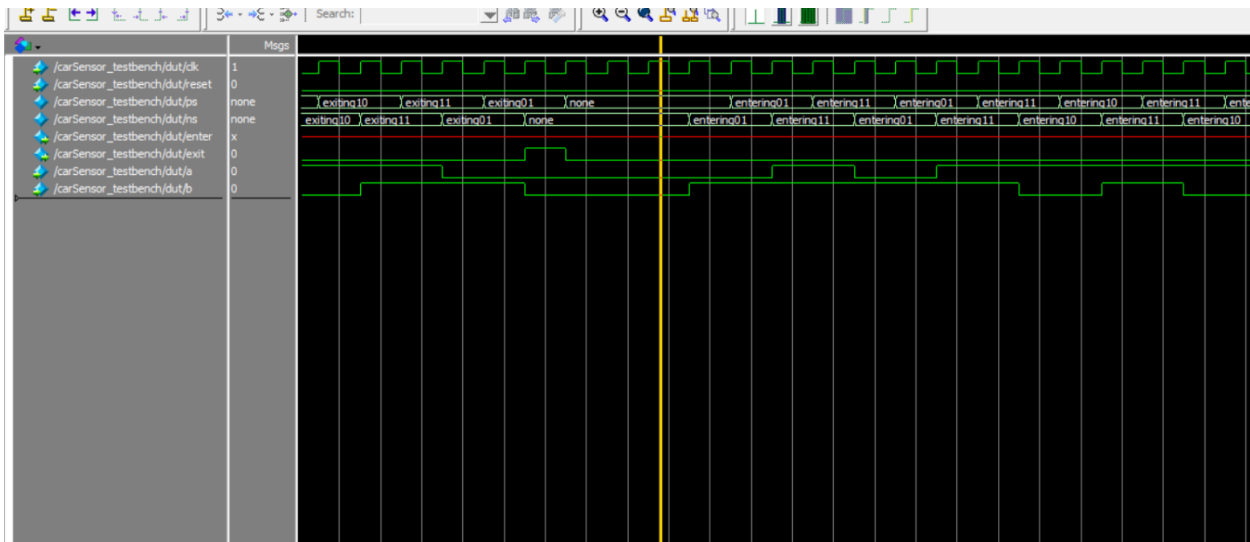 Search:
Msgs
/carSensor_testbench/dut/clk 1
/carSensor_testbench/dut/reset 0
/carSensor_testbench/dut/ps none exiting10 exiting11 exiting01 none entering01 entering11 entering01 entering11 entering10 entering11 ente
/carSensor_testbench/dut/ns none exiting10 exiting11 exiting01 none entering01 entering11 entering01 entering11 entering10 entering11 entering10
/carSensor_testbench/dut/enter x
/carSensor_testbench/dut/exit 0
/carSensor_testbench/dut/a 0
/carSensor_testbench/dut/b 0